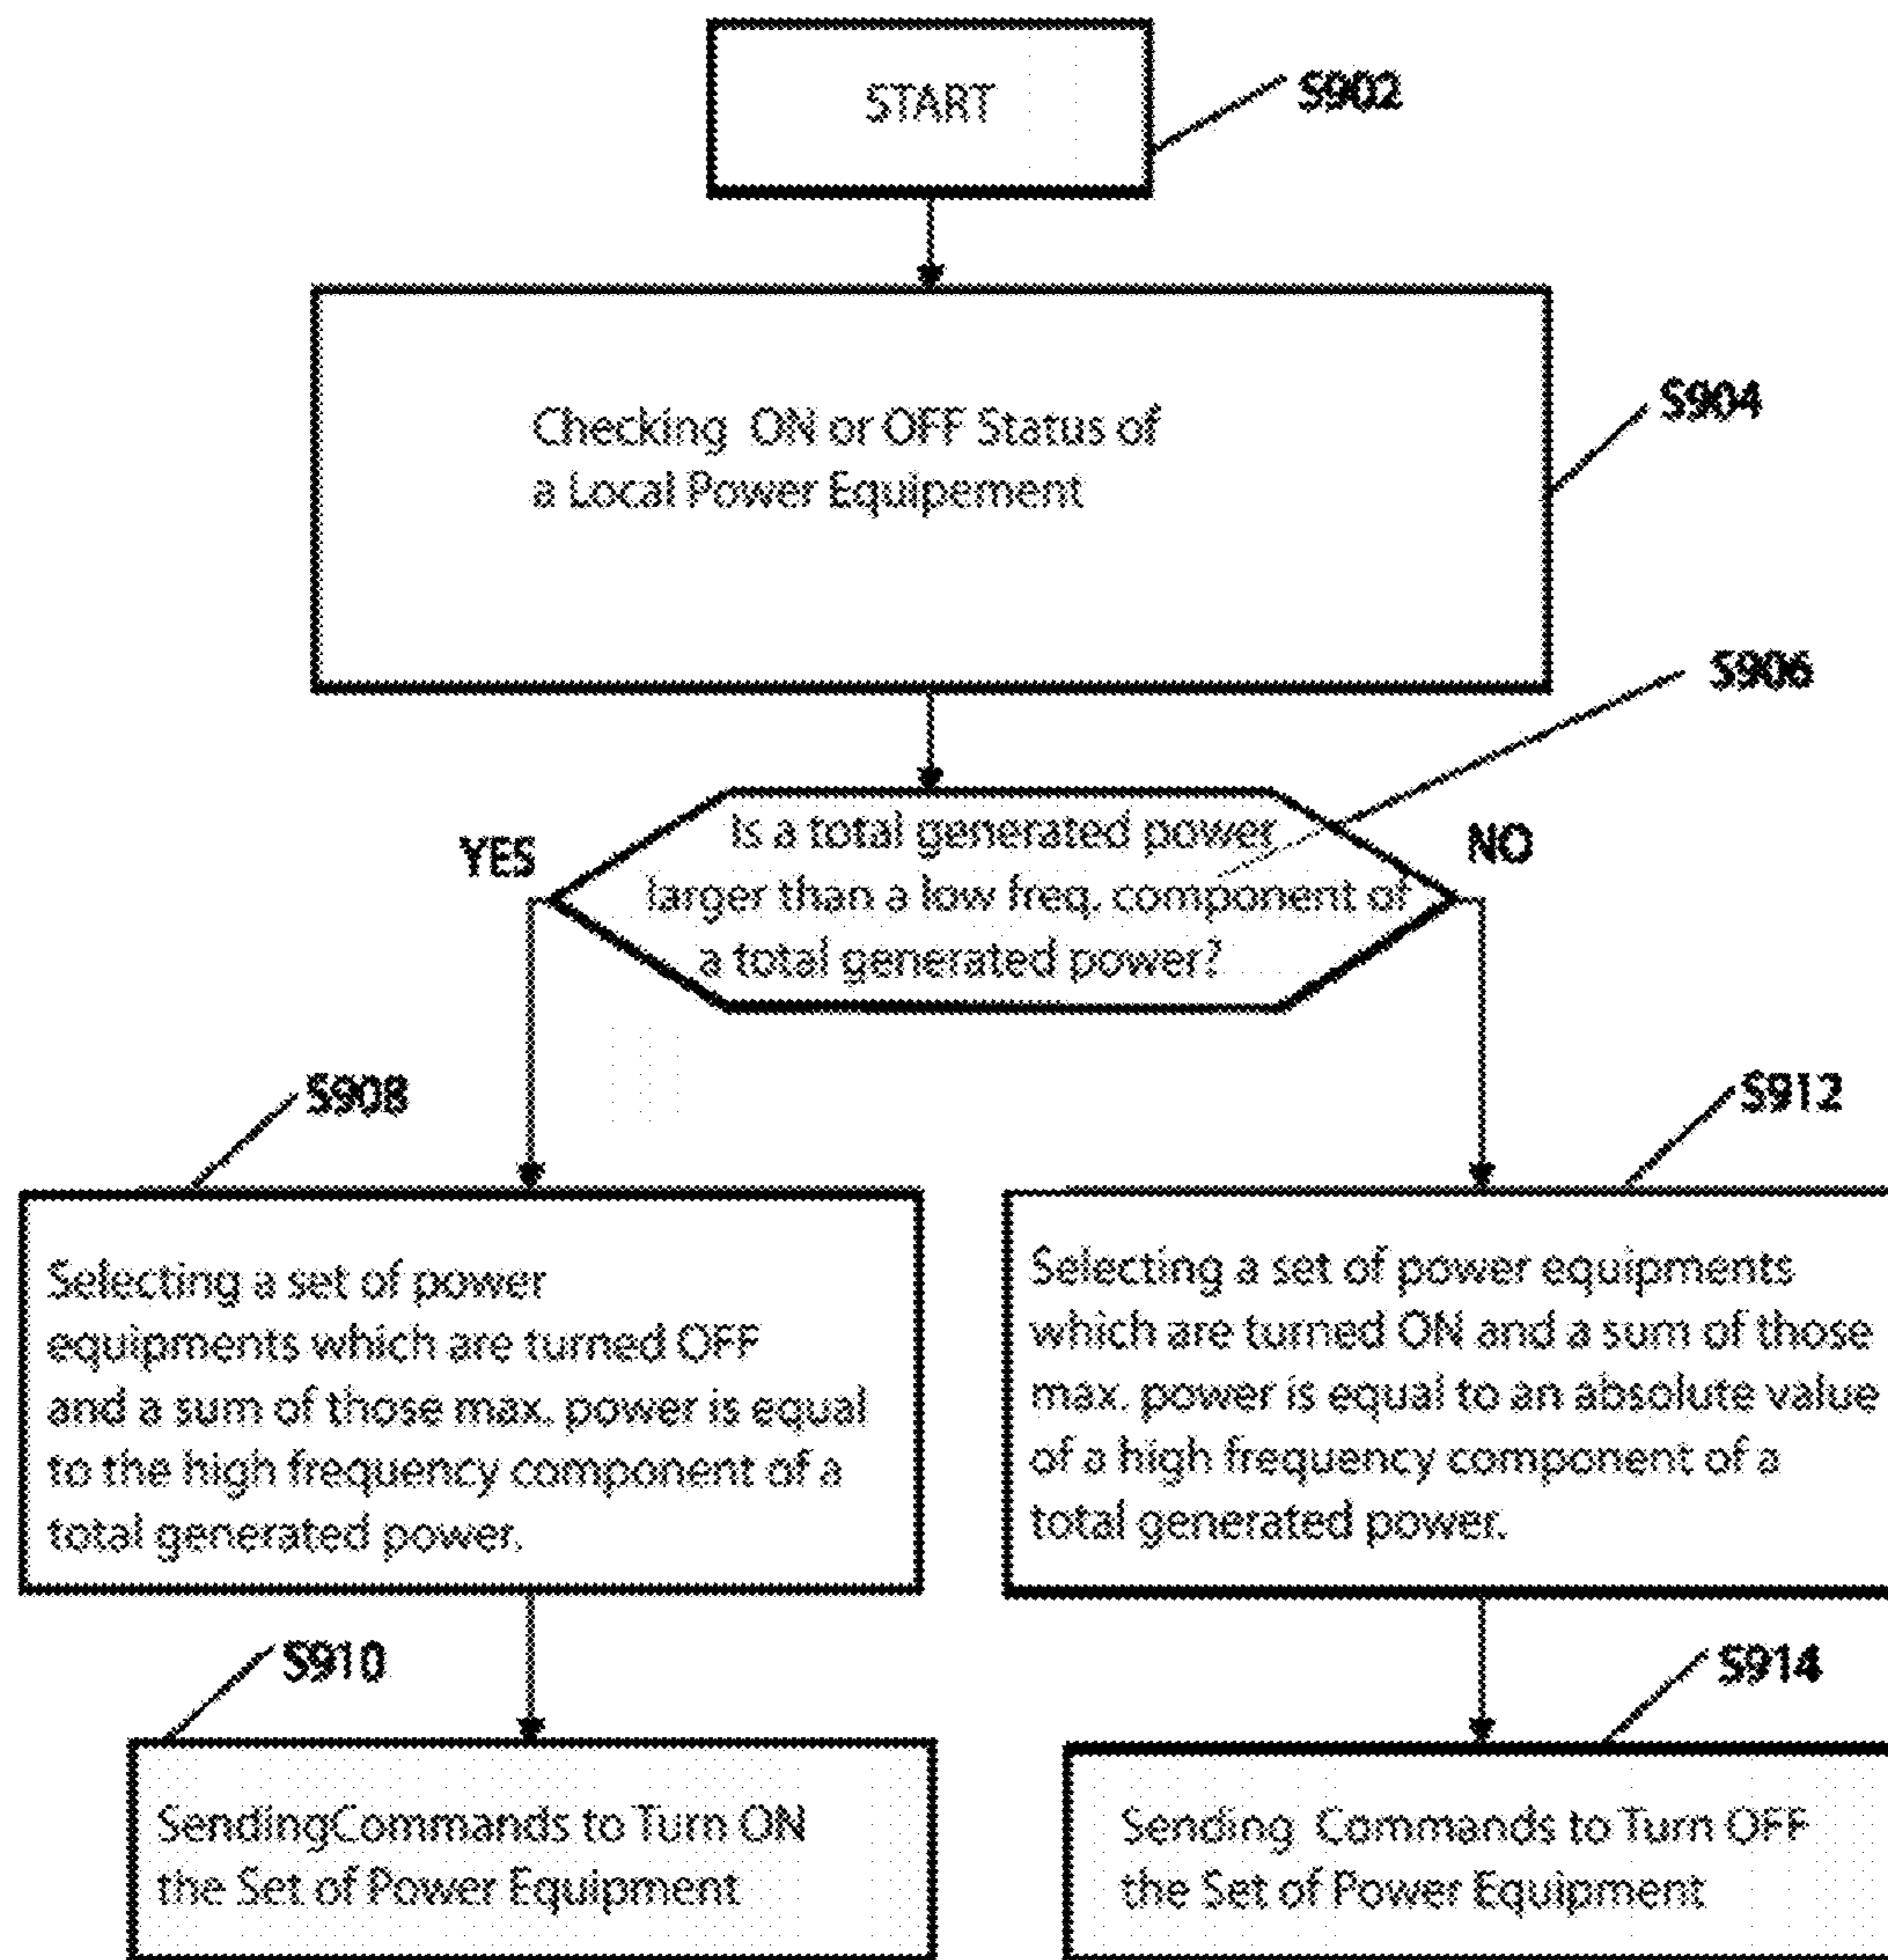 START
S902
Checking ON or OFF Status of
a Local Power Equipement
S904
S906
Is a total generated power
larger than a low freq. component of
a total generated power?
YES
NO
S908
Selecting a set of power
equipments which are turned OFF
and a sum of those max. power is equal
to the high frequency component of a
total generated power.
S912
Selecting a set of power equipments
which are turned ON and a sum of those
max. power is equal to an absolute value
of a high frequency component of a
total generated power.
S910
SendingCommands to Turn ON
the Set of Power Equipment
S914
Sending Commands to Turn OFF
the Set of Power Equipment